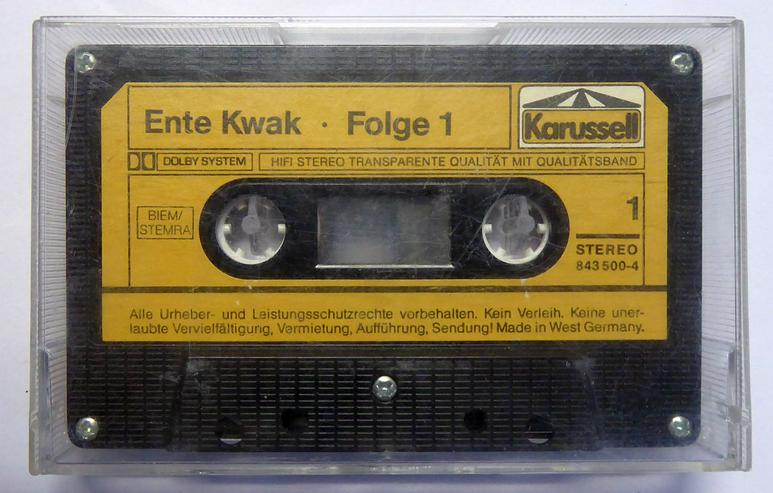 Ente Kwak · Folge 1
Karussell
DOLBY SYSTEM
HIFI STEREO TRANSPARENTE QUALITÄT MIT QUALITÄTSBAND
BIEM/
STEMRA
1
STEREO
843 500-4
Alle Urheber- und Leistungsschutzrechte vorbehalten. Kein Verleih. Keine uner-
laubte Vervielfältigung, Vermietung, Aufführung, Sendung! Made in West Germany.